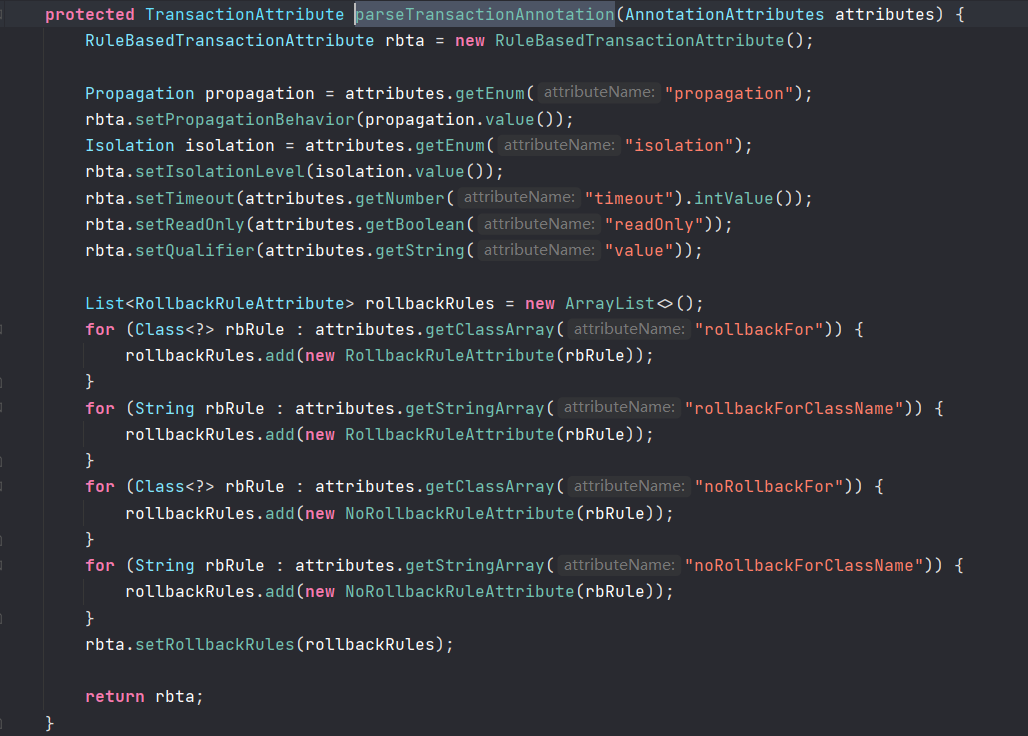 protected TransactionAttribute parseTransactionAnnotation(AnnotationAttributes attributes) {
    RuleBasedTransactionAttribute rbta = new RuleBasedTransactionAttribute();

    Propagation propagation = attributes.getEnum( attributeName: "propagation");
    rbta.setPropagationBehavior(propagation.value());
    Isolation isolation = attributes.getEnum( attributeName: "isolation");
    rbta.setIsolationLevel(isolation.value());
    rbta.setTimeout(attributes.getNumber( attributeName: "timeout").intValue());
    rbta.setReadOnly(attributes.getBoolean( attributeName: "readOnly"));
    rbta.setQualifier(attributes.getString( attributeName: "value"));

    List<RollbackRuleAttribute> rollbackRules = new ArrayList<>();
    for (Class<?> rbRule : attributes.getClassArray( attributeName: "rollbackFor")) {
        rollbackRules.add(new RollbackRuleAttribute(rbRule));
    }
    for (String rbRule : attributes.getStringArray( attributeName: "rollbackForClassName")) {
        rollbackRules.add(new RollbackRuleAttribute(rbRule));
    }
    for (Class<?> rbRule : attributes.getClassArray( attributeName: "noRollbackFor")) {
        rollbackRules.add(new NoRollbackRuleAttribute(rbRule));
    }
    for (String rbRule : attributes.getStringArray( attributeName: "noRollbackForClassName")) {
        rollbackRules.add(new NoRollbackRuleAttribute(rbRule));
    }
    rbta.setRollbackRules(rollbackRules);

    return rbta;
}